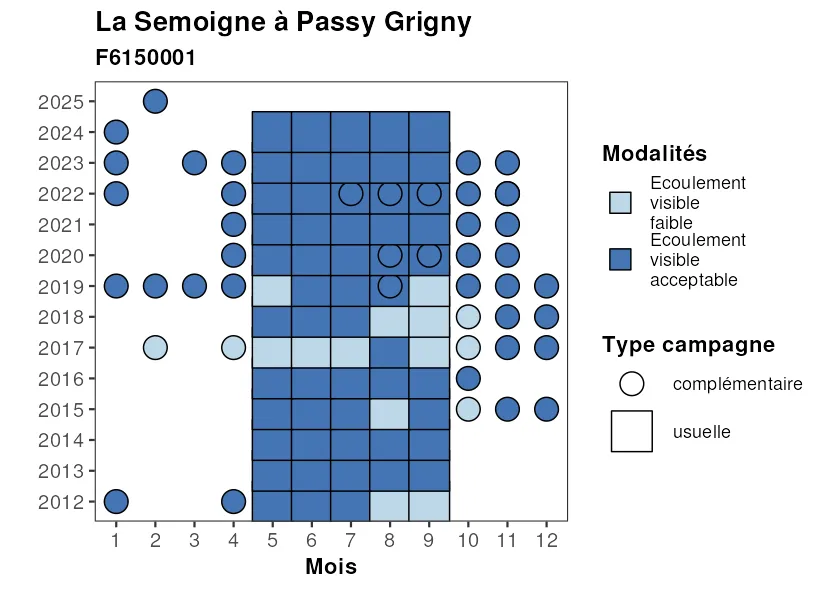 La Semoigne à Passy Grigny
F6150001
2025
2024
2023
2022
2021
2020
2019
2018
2017
2016
2015
2014
2013
2012
1 2 3 4 5 6 7 8 9 10 11 12
Mois
Modalités
Ecoulement
visible
faible
Ecoulement
visible
acceptable
Type campagne
complémentaire
usuelle